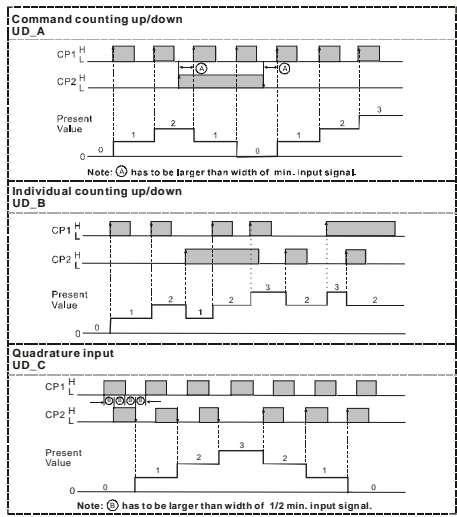 Command counting up/down
UD_A
CP1 H
L
A A
CP2 H
L
Present
Value
0 1 2 1 0 1 2 3
0
Note: A has to be larger than width of min. input signal.
Individual counting up/down
UD_B
CP1 H
L
CP2 H
L
Present
Value
0 1 2 1 2 3 2 3 2
0
Quadrature input
UD_C
CP1 H
L
B B B B
CP2 H
L
Present
Value
1 2 3 2 1 0
0
Note: B has to be larger than width of 1/2 min. input signal.